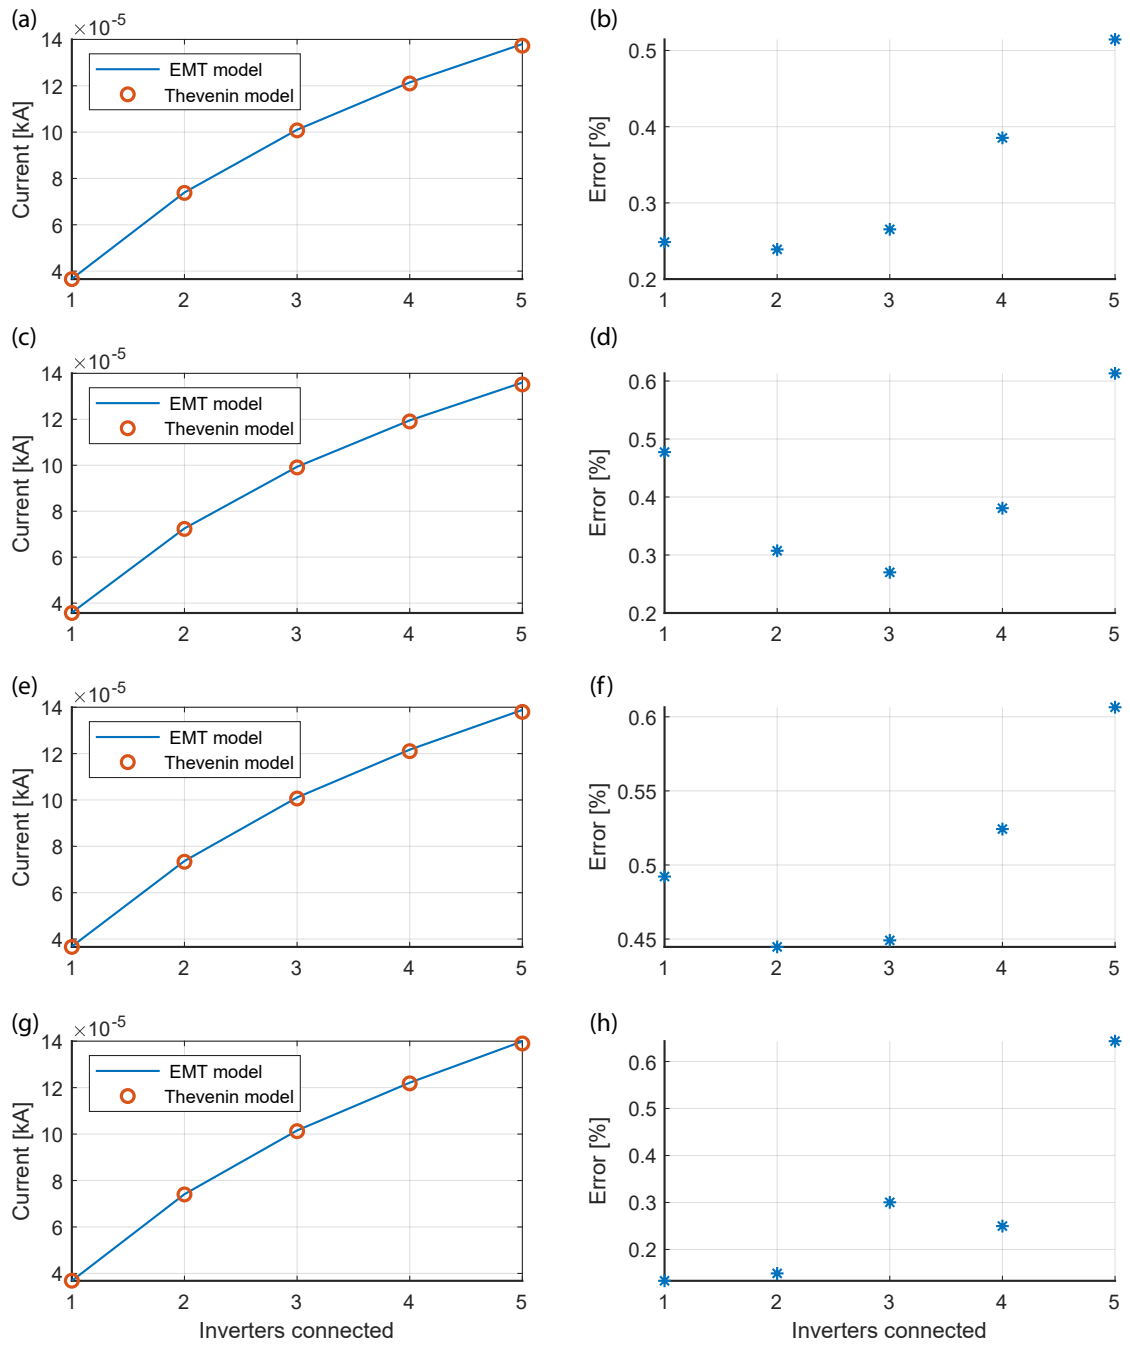 (a)
×10-5
14
12
10
8
6
4
Current [kA]
EMT model
Thevenin model
1 2 3 4 5
(b)
0.5
0.4
0.3
0.2
Error [%]
1 2 3 4 5
(c)
×10-5
14
12
10
8
6
4
Current [kA]
EMT model
Thevenin model
1 2 3 4 5
(d)
0.6
0.5
0.4
0.3
0.2
Error [%]
1 2 3 4 5
(e)
×10-5
14
12
10
8
6
4
Current [kA]
EMT model
Thevenin model
1 2 3 4 5
(f)
0.6
0.55
0.5
0.45
Error [%]
1 2 3 4 5
(g)
×10-5
14
12
10
8
6
4
Current [kA]
EMT model
Thevenin model
1 2 3 4 5
Inverters connected
(h)
0.6
0.5
0.4
0.3
0.2
Error [%]
1 2 3 4 5
Inverters connected